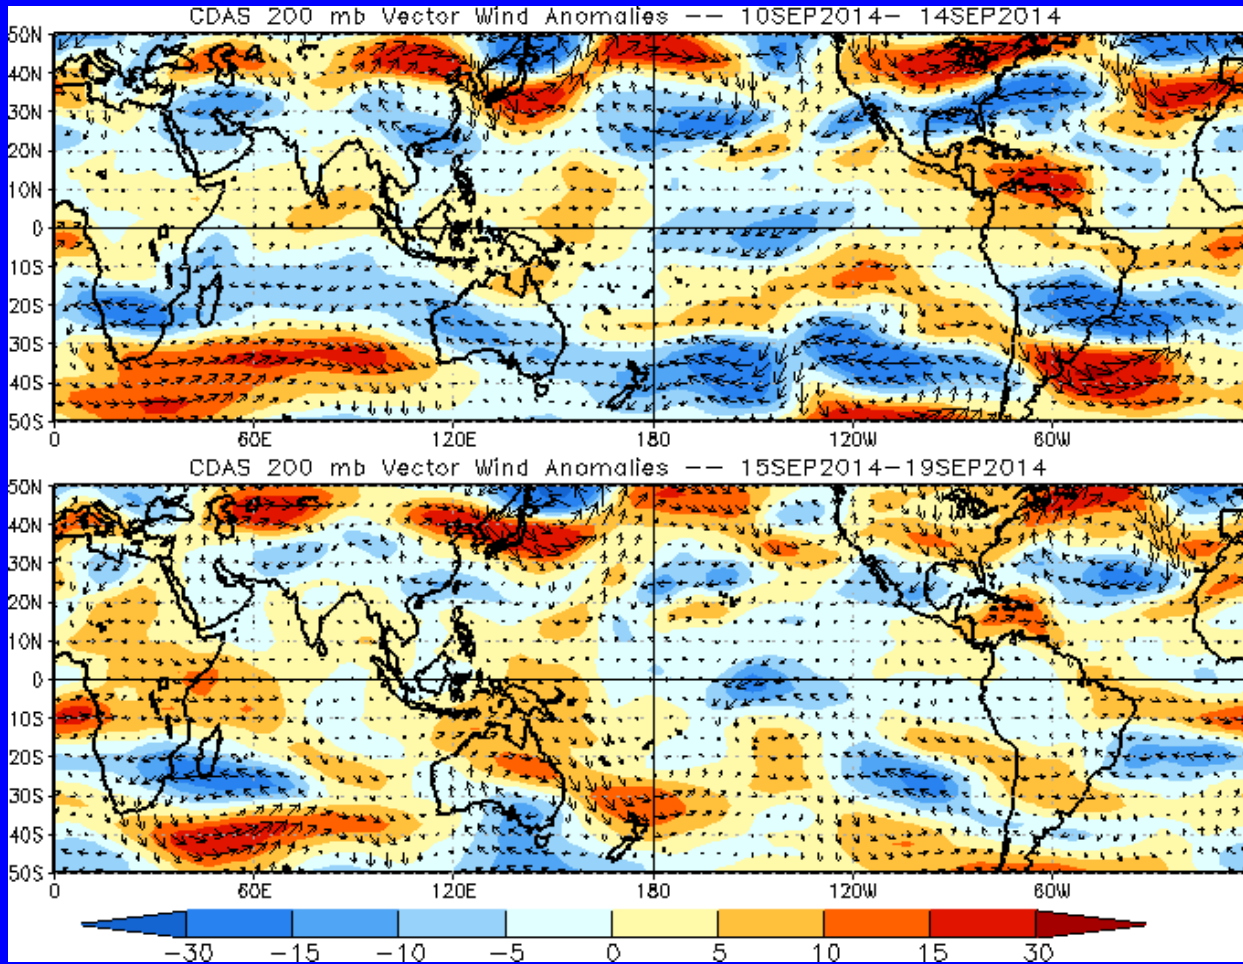 CDAS 200 mb Vector Wind Anomalies -- 10SEP2014- 14SEP2014
50N
40N
30N
20N
10N
0
10S
20S
30S
40S
50S
0 60E 120E 180 120W 60W
CDAS 200 mb Vector Wind Anomalies -- 15SEP2014-19SEP2014
50N
40N
30N
20N
10N
0
10S
20S
30S
40S
50S
0 60E 120E 180 120W 60W
-30 -15 -10 -5 0 5 10 15 30